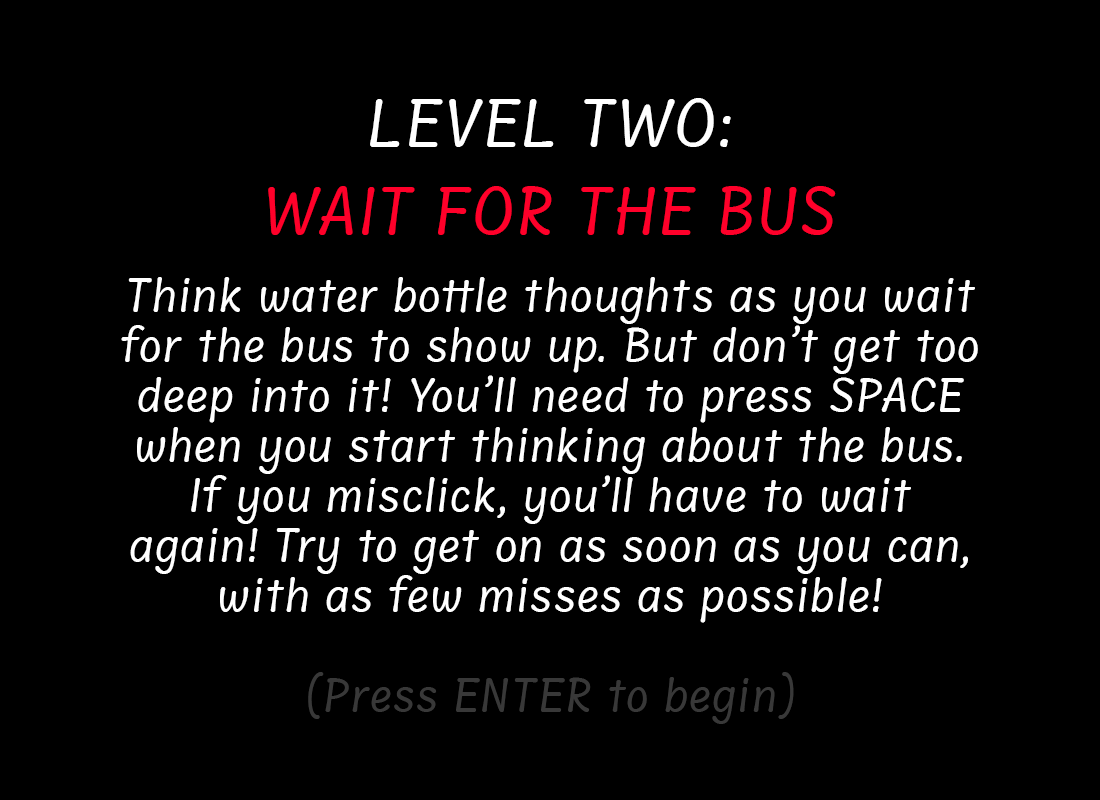 LEVEL TWO:
WAIT FOR THE BUS
Think water bottle thoughts as you wait
for the bus to show up. But don’t get too
deep into it! You’ll need to press SPACE
when you start thinking about the bus.
If you misclick, you’ll have to wait
again! Try to get on as soon as you can,
with as few misses as possible!
(Press ENTER to begin)